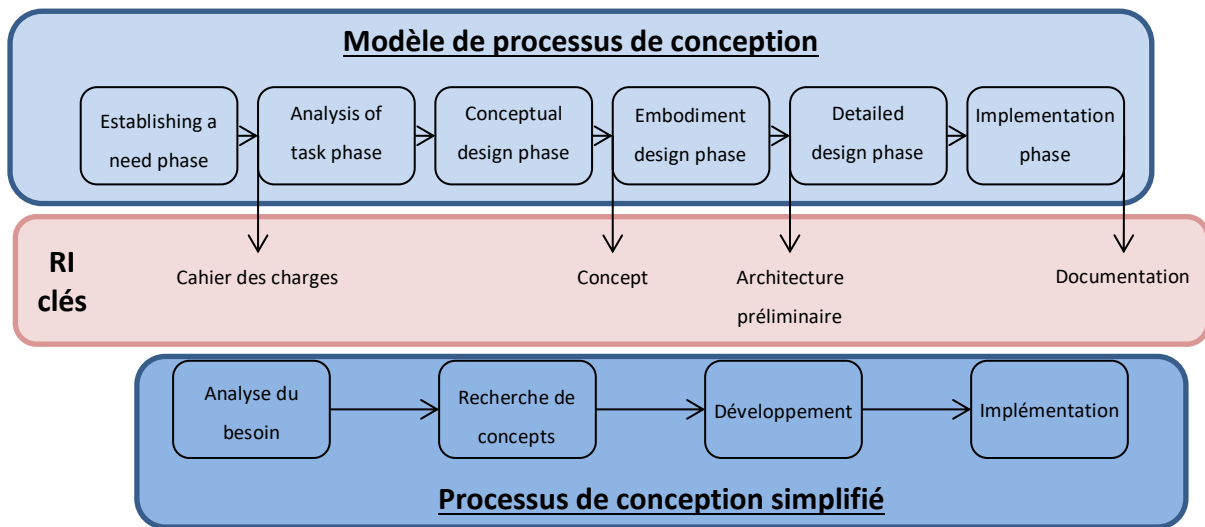 Modèle de processus de conception
Establishing a
need phase
Analysis of
task phase
Conceptual
design phase
Embodiment
design phase
Detailed
design phase
Implementation
phase
RI
clés
Cahier des charges
Concept
Architecture
préliminaire
Documentation
Analyse du
besoin
Recherche de
concepts
Développement
Implémentation
Processus de conception simplifié